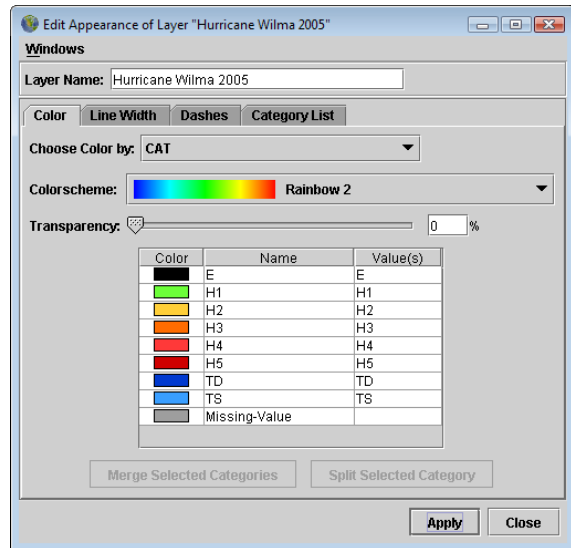 Edit Appearance of Layer "Hurricane Wilma 2005"
Windows
Layer Name: Hurricane Wilma 2005
Color Line Width Dashes Category List
Choose Color by: CAT
Colorscheme: Rainbow 2
Transparency: 0 %
Color Name Value(s)
E E
H1 H1
H2 H2
H3 H3
H4 H4
H5 H5
TD TD
TS TS
Missing-Value
Merge Selected Categories Split Selected Category
Apply Close